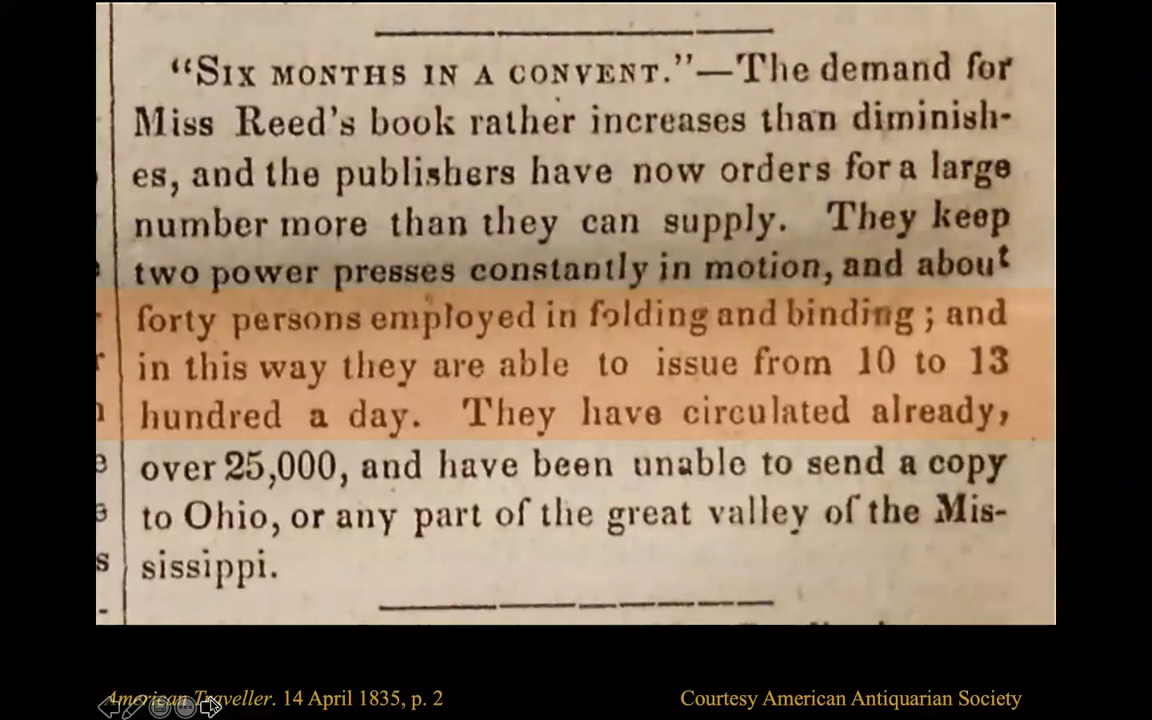 “SIX MONTHS IN A CONVENT.”—The demand for
Miss Reed’s book rather increases than diminish-
es, and the publishers have now orders for a large
number more than they can supply. They keep
two power presses constantly in motion, and about
forty persons employed in folding and binding ; and
in this way they are able to issue from 10 to 13
hundred a day. They have circulated already,
over 25,000, and have been unable to send a copy
to Ohio, or any part of the great valley of the Mis-
sissippi.
American Traveller. 14 April 1835, p. 2
Courtesy American Antiquarian Society